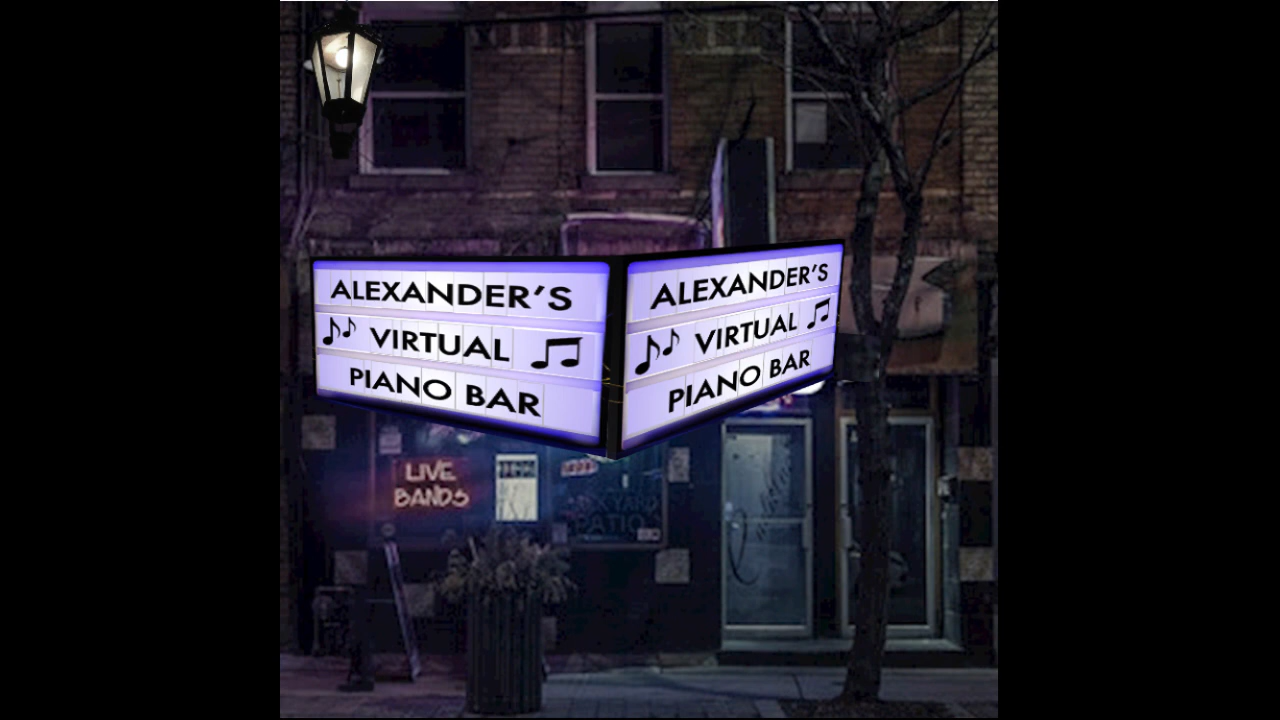 ALEXANDER'S
♪♪ VIRTUAL ♫
PIANO BAR
ALEXANDER'S
♪♪ VIRTUAL ♫
PIANO BAR
LIVE
BANDS
PATIO